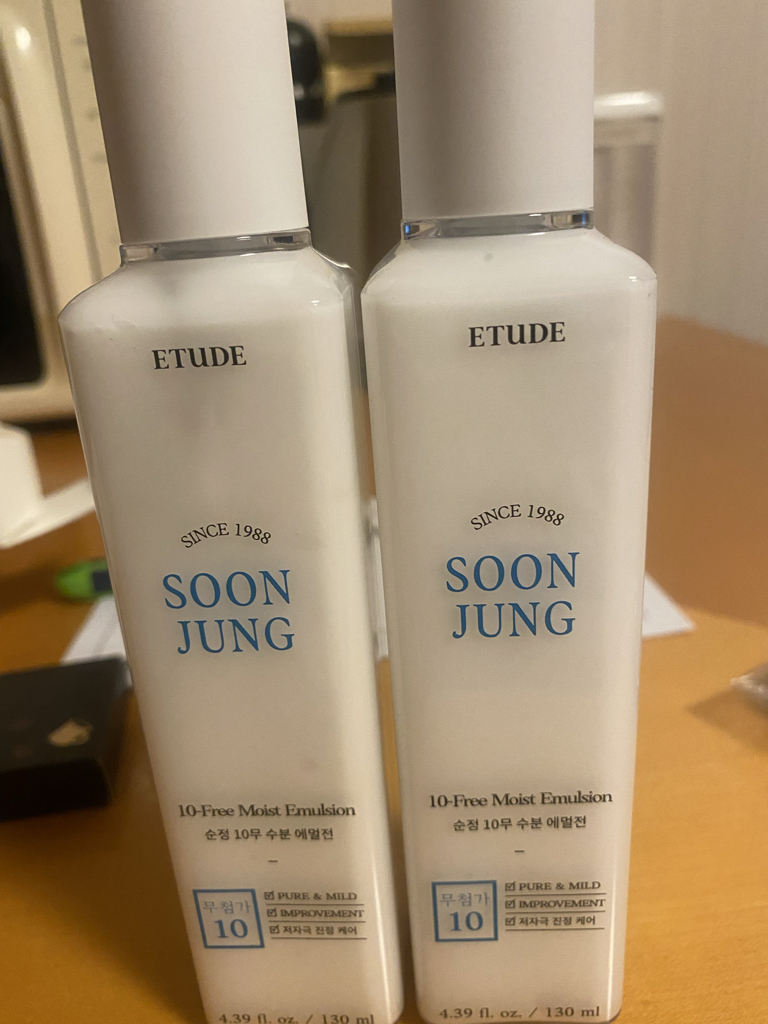 ETUDE
SINCE 1988
SOON
JUNG
10-Free Moist Emulsion
순정 10무 수분 에멀전
무첨가
10
PURE & MILD
IMPROVEMENT
저자극 진정 케어
4.39 fl. oz. / 130 ml
ETUDE
SINCE 1988
SOON
JUNG
10-Free Moist Emulsion
순정 10무 수분 에멀전
무첨가
10
PURE & MILD
IMPROVEMENT
저자극 진정 케어
4.39 fl. oz. / 130 ml